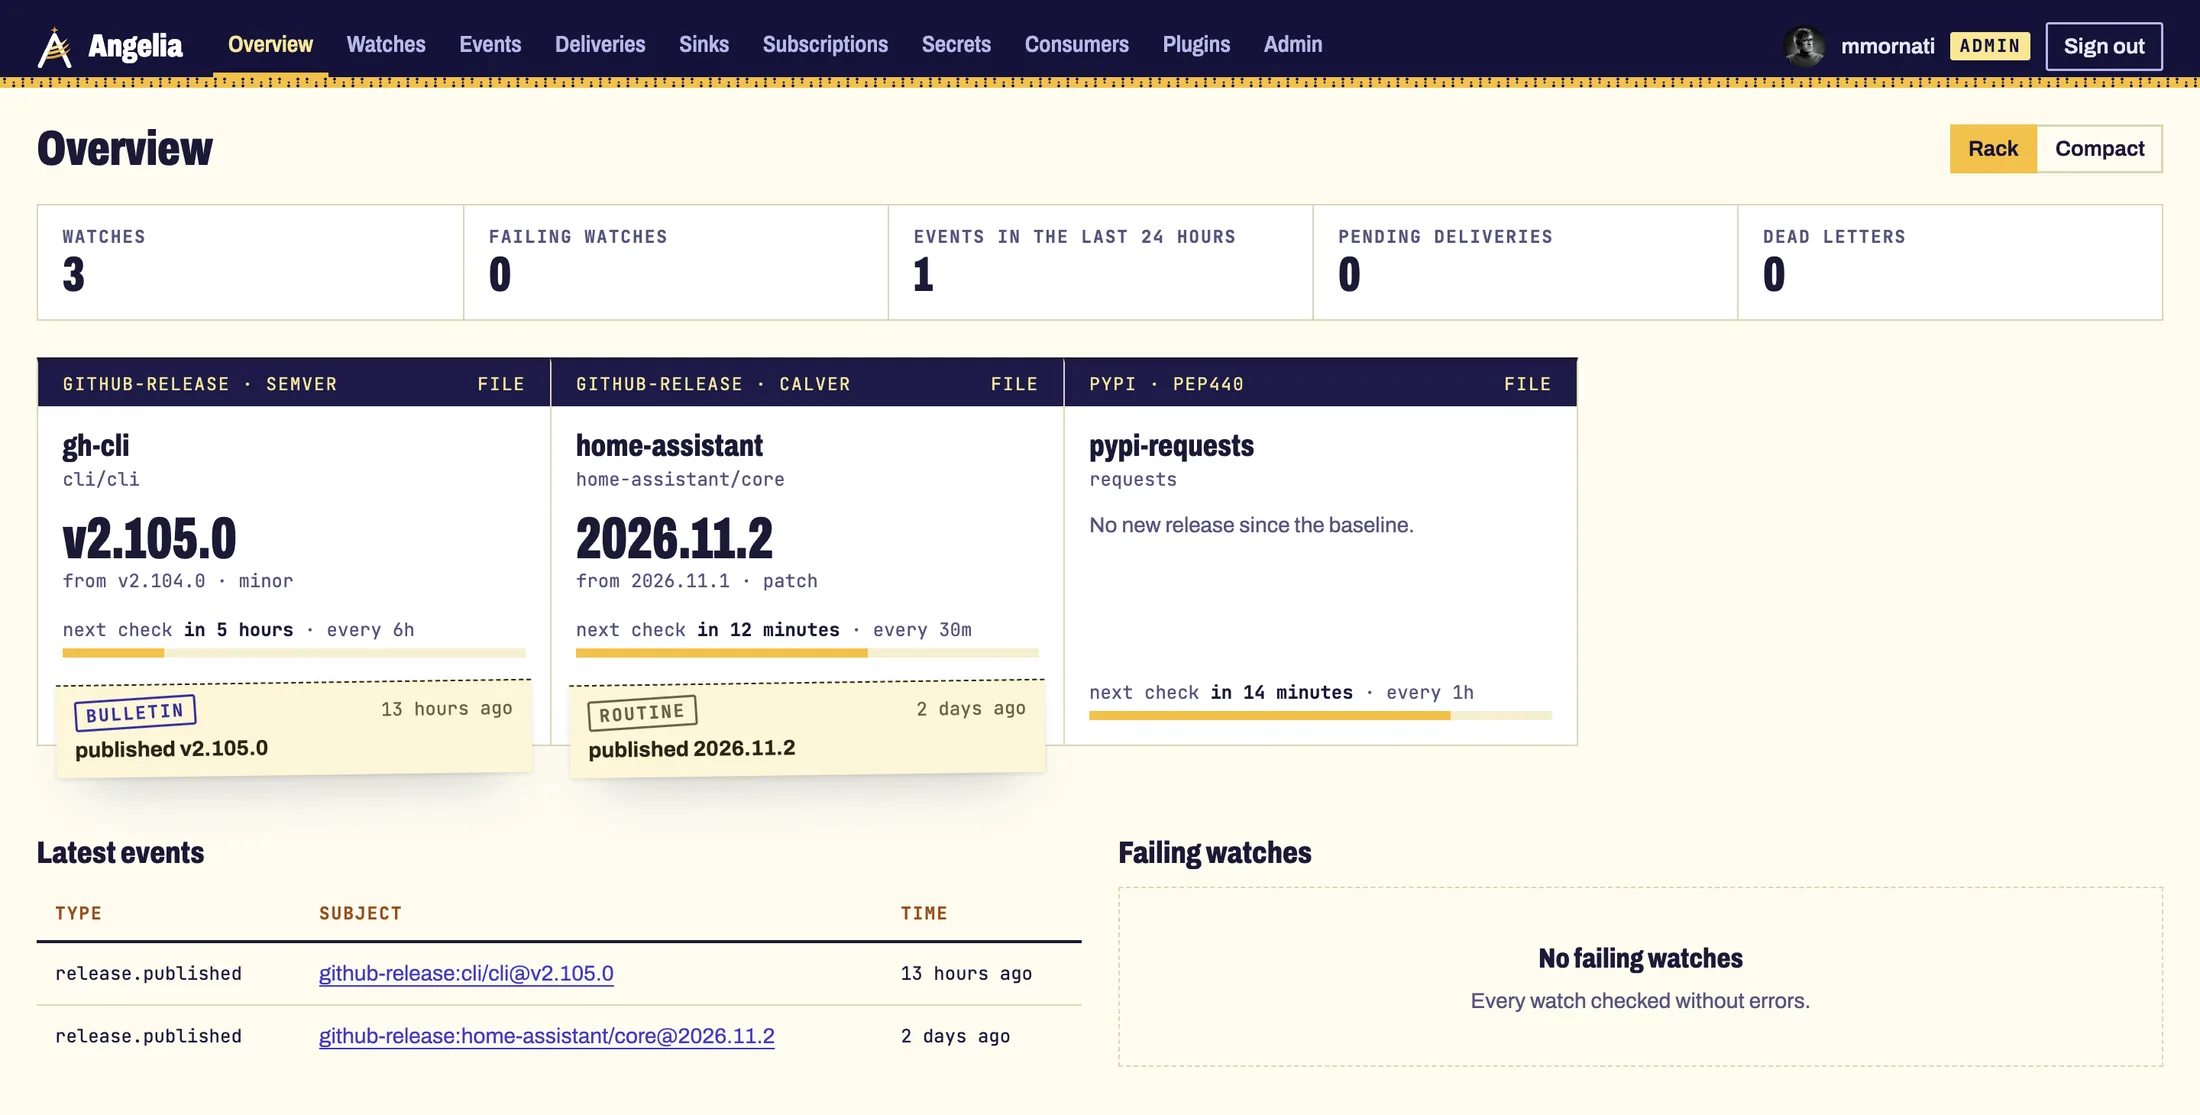 Angelia
Overview Watches Events Deliveries Sinks Subscriptions Secrets Consumers Plugins Admin
mmornati ADMIN Sign out
Overview
Rack Compact
WATCHES
3
FAILING WATCHES
0
EVENTS IN THE LAST 24 HOURS
1
PENDING DELIVERIES
0
DEAD LETTERS
0
GITHUB-RELEASE · SEMVER FILE
gh-cli
cli/cli
v2.105.0
from v2.104.0 · minor
next check in 5 hours · every 6h
BULLETIN 13 hours ago
published v2.105.0
GITHUB-RELEASE · CALVER FILE
home-assistant
home-assistant/core
2026.11.2
from 2026.11.1 · patch
next check in 12 minutes · every 30m
ROUTINE 2 days ago
published 2026.11.2
PYPI · PEP440 FILE
pypi-requests
requests
No new release since the baseline.
next check in 14 minutes · every 1h
Latest events
TYPE SUBJECT TIME
release.published github-release:cli/cli@v2.105.0 13 hours ago
release.published github-release:home-assistant/core@2026.11.2 2 days ago
Failing watches
No failing watches
Every watch checked without errors.